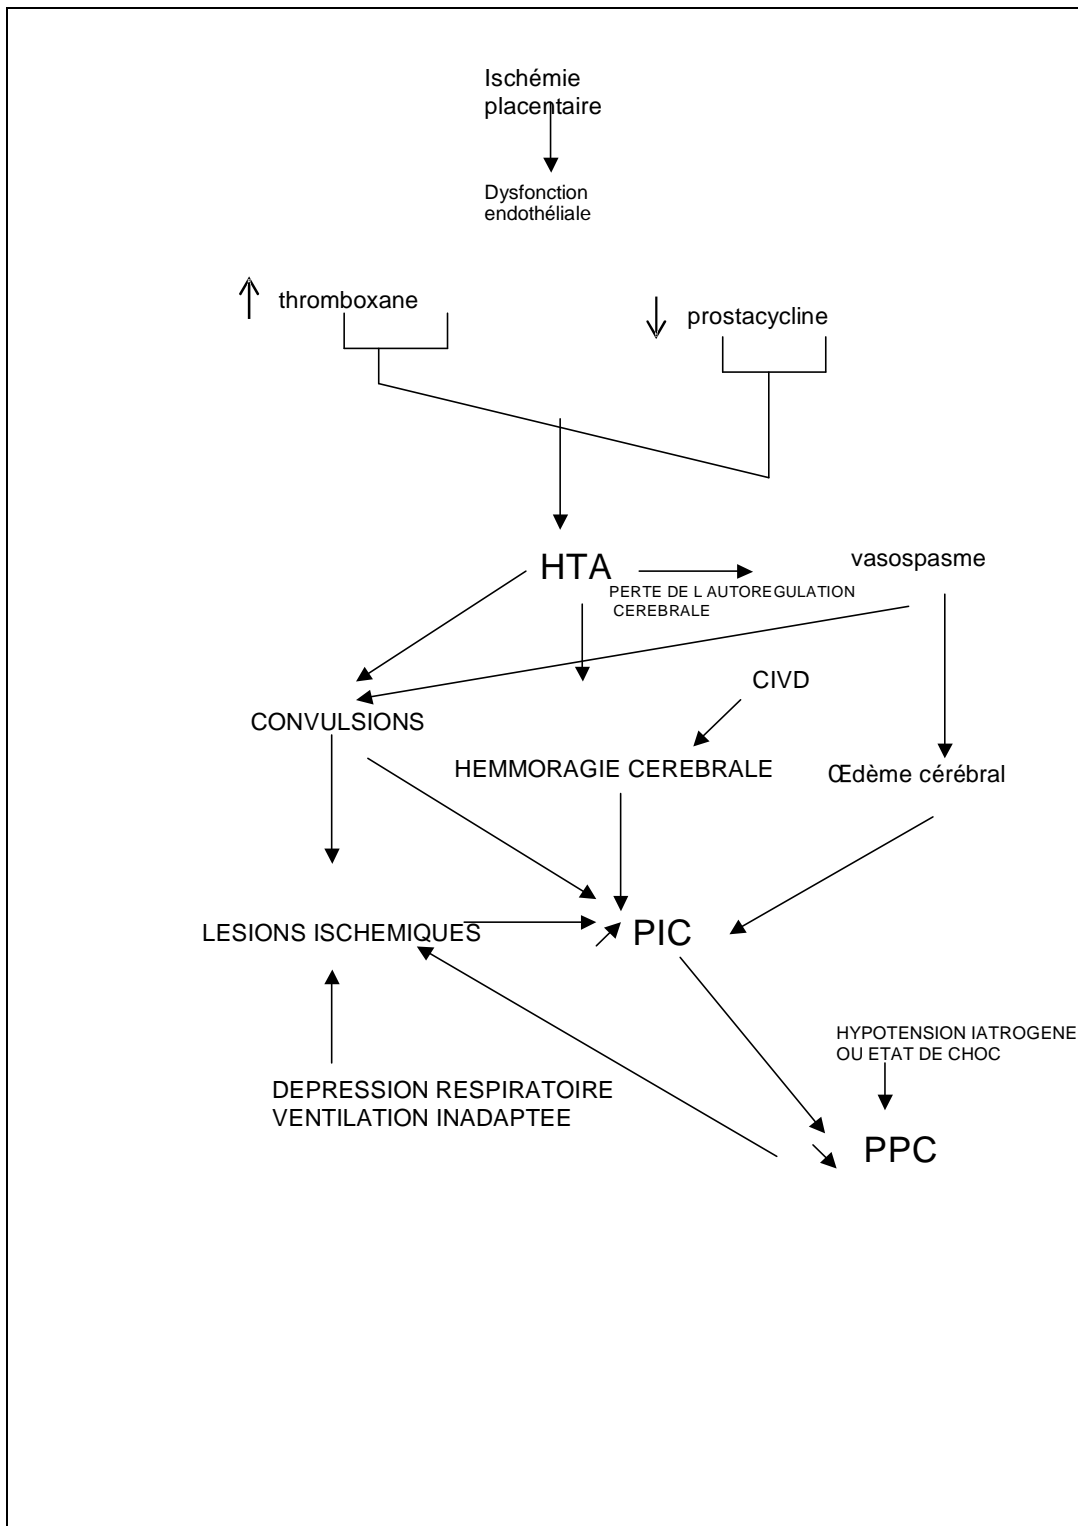 Ischémie
placentaire
Dysfonction
endothéliale
thromboxane
prostacycline
HTA
vasospasme
PERTE DE L AUTOREGULATION
CEREBRALE
CIVD
CONVULSIONS
HEMMORAGIE CEREBRALE
Œdème cérébral
LESIONS ISCHEMIQUES
PIC
HYPOTENSION IATROGENE
OU ETAT DE CHOC
DEPRESSION RESPIRATOIRE
VENTILATION INADAPTEE
PPC